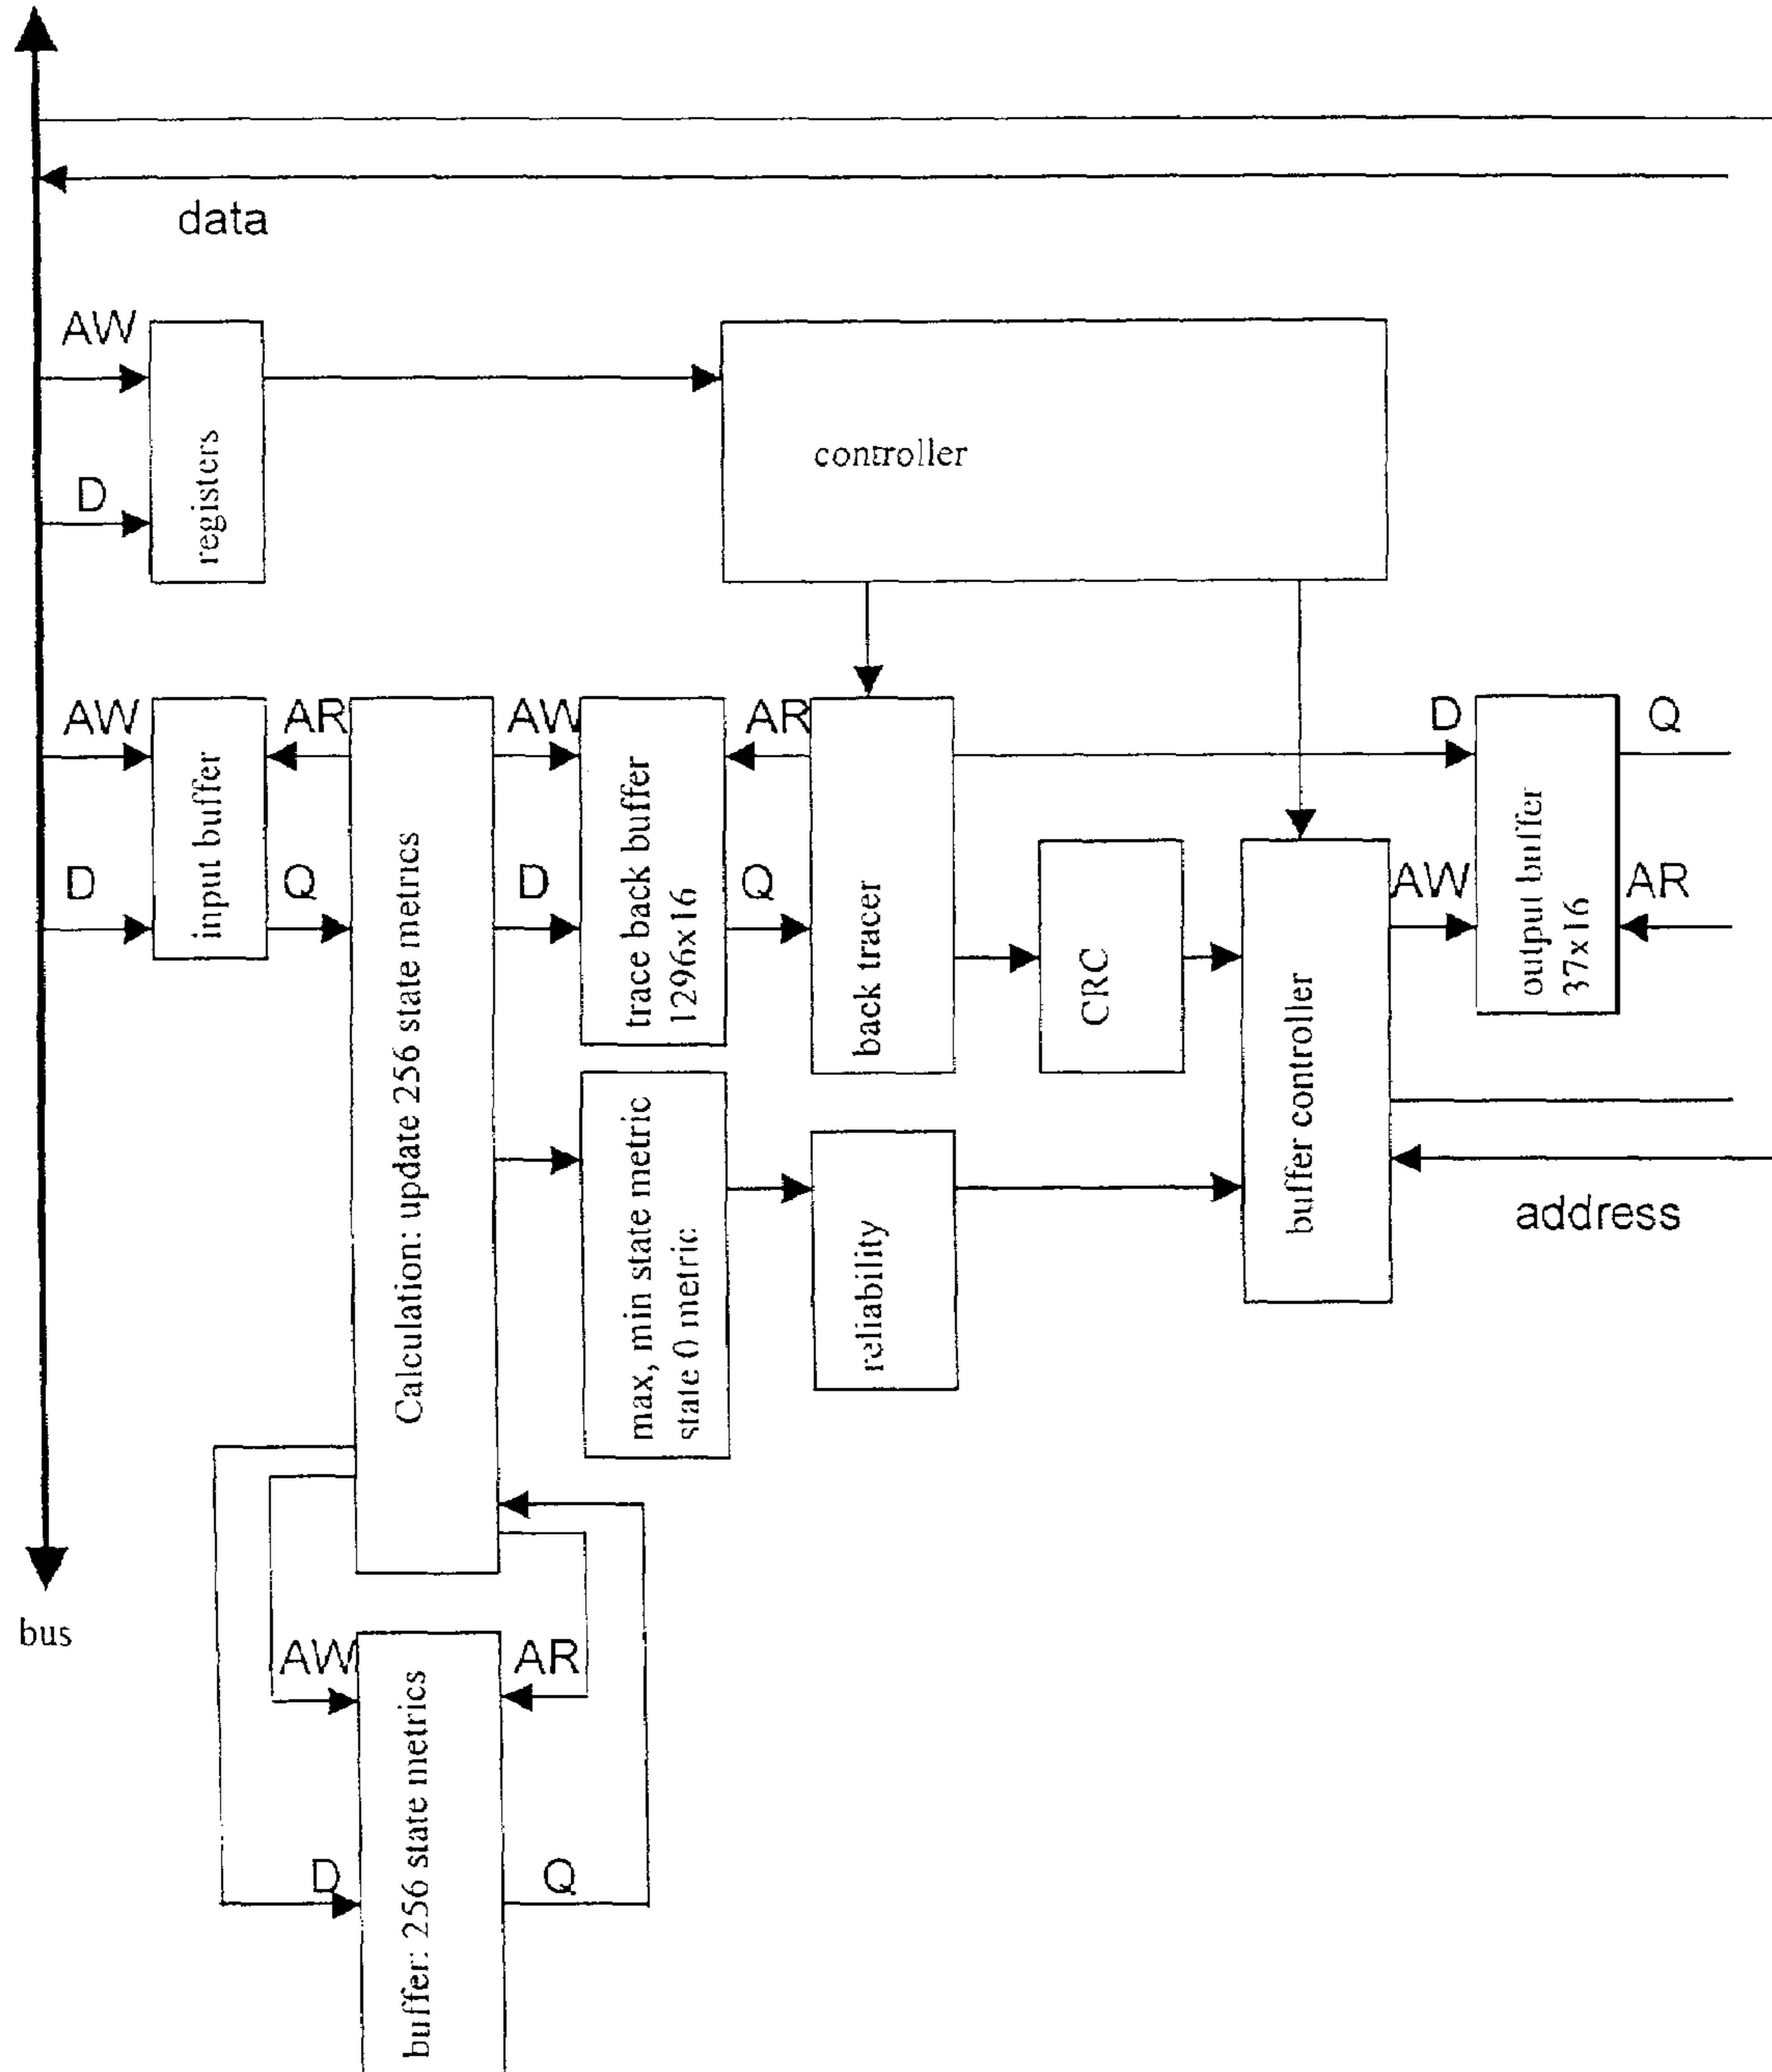 data
AW
D
registers
controller
AW
D
input buffer
AR
Q
Calculation: update 256 state metrics
AW
D
trace back buffer
1296x16
AR
Q
back tracer
CRC
max, min state metric
state 0 metric
reliability
buffer controller
D
AW
output buffer
37x16
Q
AR
address
bus
AW
AR
D
Q
buffer: 256 state metrics